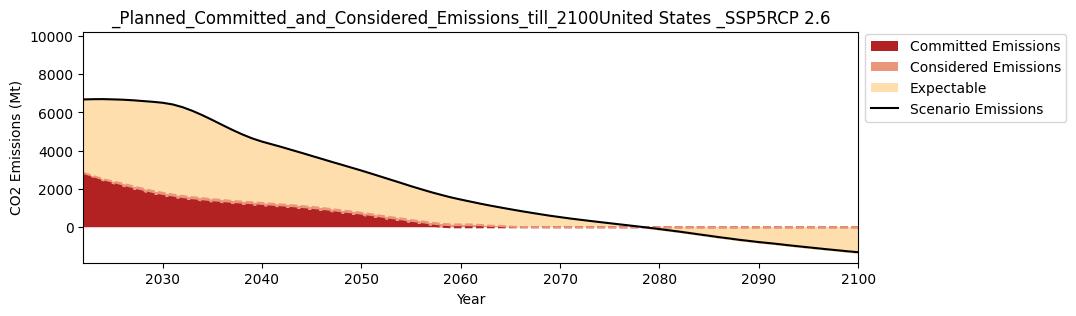 _Planned_Committed_and_Considered_Emissions_till_2100United States _SSP5RCP 2.6
CO2 Emissions (Mt)
10000
8000
6000
4000
2000
0
2030 2040 2050 2060 2070 2080 2090 2100
Year
Committed Emissions
Considered Emissions
Expectable
Scenario Emissions